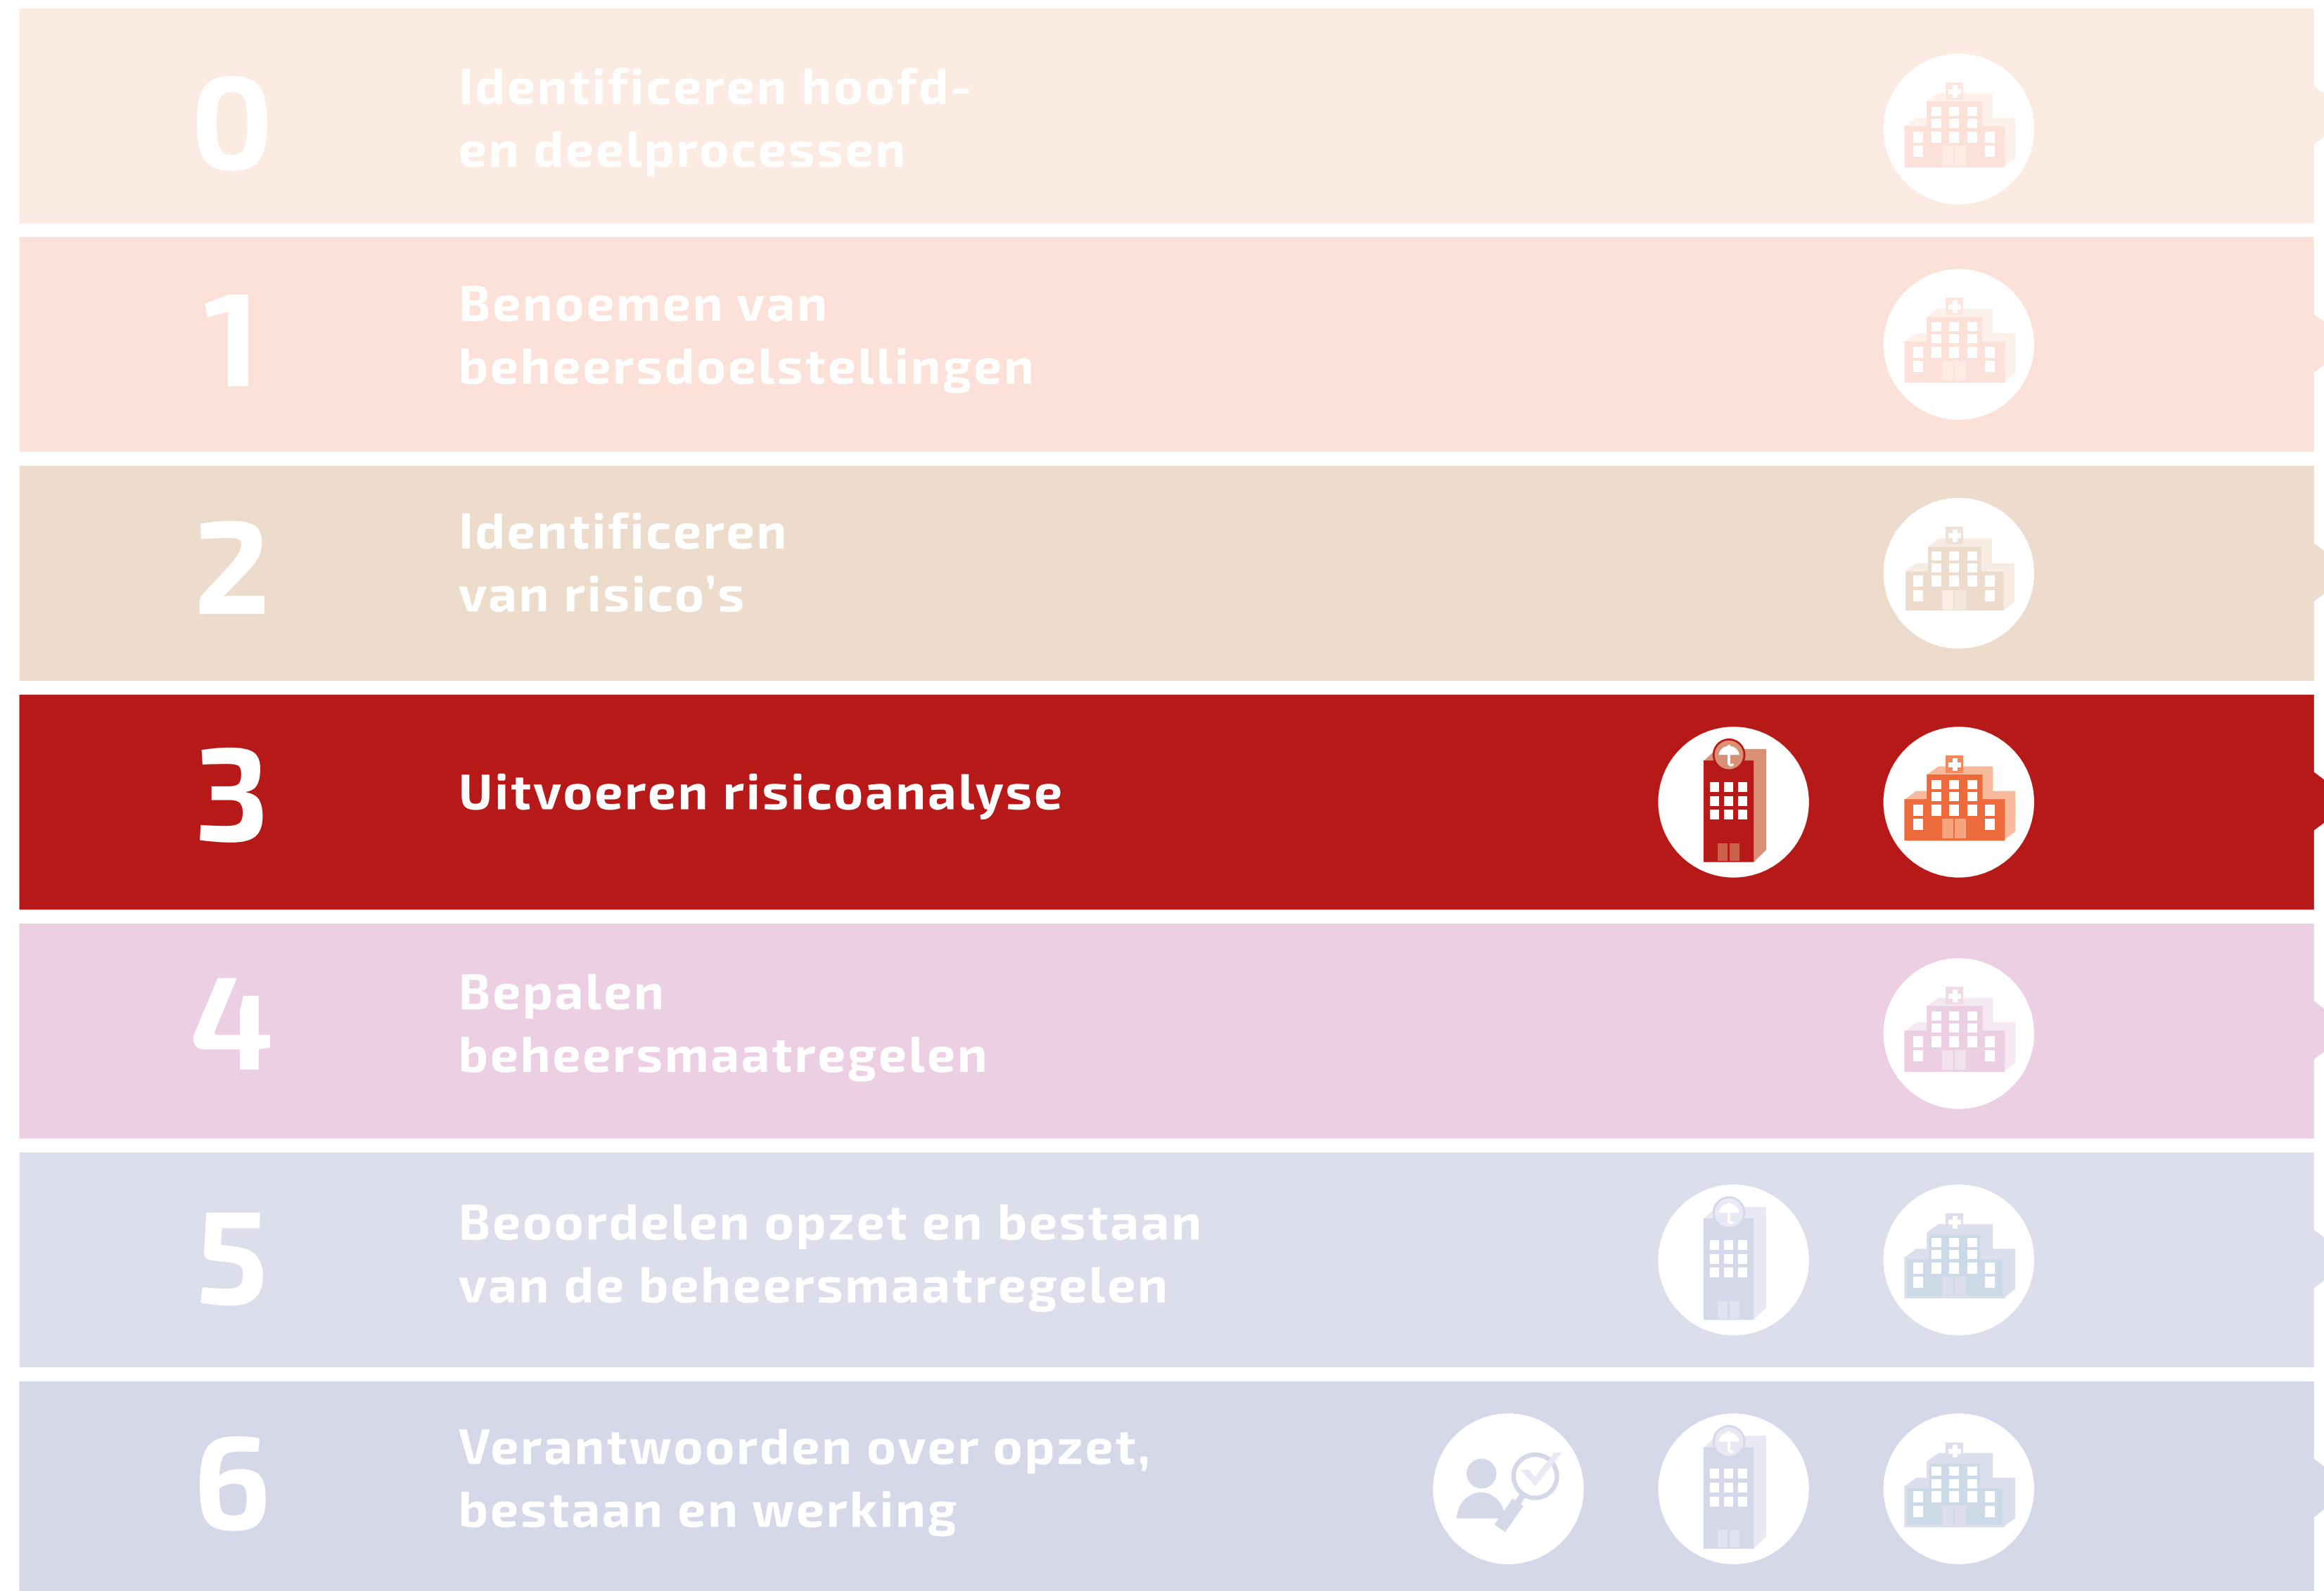 0
Identificeren hoofd-
en deelprocessen
1
Benoemen van
beheersdoelstellingen
2
Identificeren
van risico’s
3
Uitvoeren risicoanalyse
4
Bepalen
beheersmaatregelen
5
Beoordelen opzet en bestaan
van de beheersmaatregelen
6
Verantwoorden over opzet,
bestaan en werking